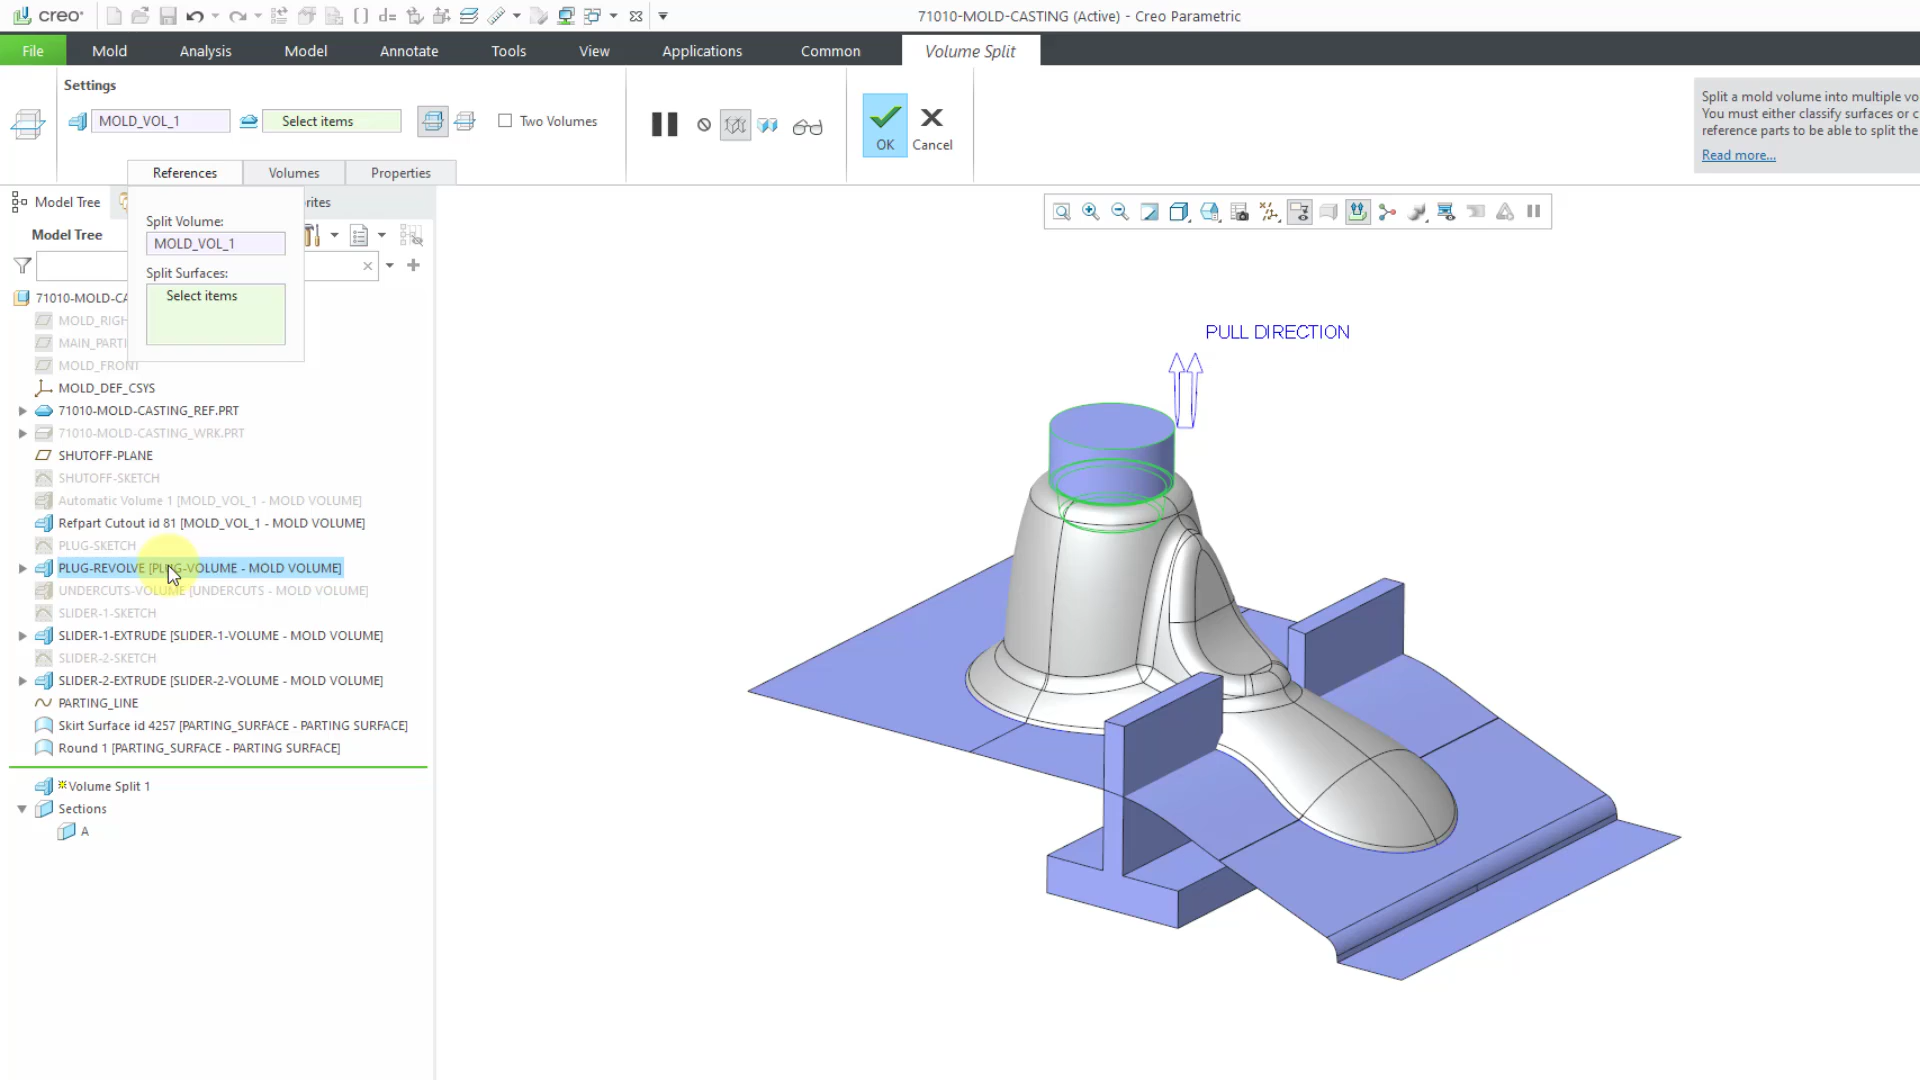 creo®
d=
71010-MOLD-CASTING (Active) - Creo Parametric
File Mold Analysis Model Annotate Tools View Applications Common Volume Split
Settings
MOLD_VOL_1 Select items Two Volumes
OK Cancel
Split a mold volume into multiple vo
You must either classify surfaces or c
reference parts to be able to split the
Read more...
References Volumes Properties
Model Tree rites
Split Volume:
Model Tree
MOLD_VOL_1
Split Surfaces:
Select items
71010-MOLD-CA
MOLD_RIGH
MAIN_PARTI
MOLD_FRONT
MOLD_DEF_CSYS
71010-MOLD-CASTING_REF.PRT
71010-MOLD-CASTING_WRK.PRT
SHUTOFF-PLANE
SHUTOFF-SKETCH
Automatic Volume 1 [MOLD_VOL_1 - MOLD VOLUME]
Refpart Cutout id 81 [MOLD_VOL_1 - MOLD VOLUME]
PLUG-SKETCH
PLUG-REVOLVE [PLUG-VOLUME - MOLD VOLUME]
UNDERCUTS-VOLUME [UNDERCUTS - MOLD VOLUME]
SLIDER-1-SKETCH
SLIDER-1-EXTRUDE [SLIDER-1-VOLUME - MOLD VOLUME]
SLIDER-2-SKETCH
SLIDER-2-EXTRUDE [SLIDER-2-VOLUME - MOLD VOLUME]
PARTING_LINE
Skirt Surface id 4257 [PARTING_SURFACE - PARTING SURFACE]
Round 1 [PARTING_SURFACE - PARTING SURFACE]
Volume Split 1
Sections
A
PULL DIRECTION